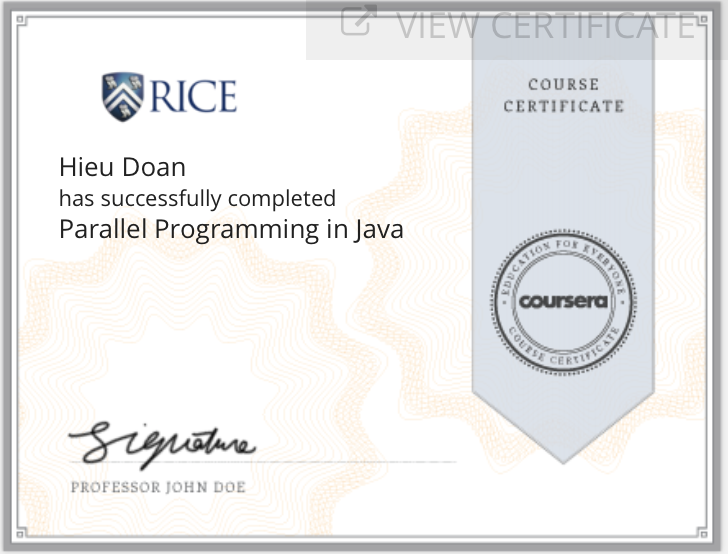 VIEW CERTIFICATE
RICE
COURSE
CERTIFICATE
Hieu Doan
has successfully completed
Parallel Programming in Java
EDUCATION FOR EVERYONE
coursera
COURSE CERTIFICATE
Signature
PROFESSOR JOHN DOE